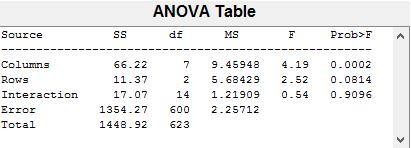 ANOVA Table
Source SS df MS F Prob>F
Columns 66.22 7 9.45948 4.19 0.0002
Rows 11.37 2 5.68429 2.52 0.0814
Interaction 17.07 14 1.21909 0.54 0.9096
Error 1354.27 600 2.25712
Total 1448.92 623